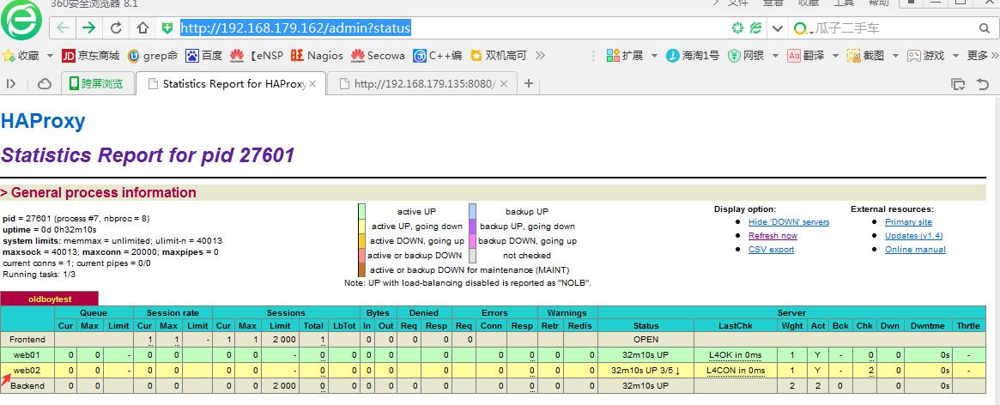 360安全浏览器 8.1 文件 查看 收藏 工具 帮助
http://192.168.179.162/admin?status 瓜子二手车
收藏 JD 京东商城 grep命 百度 【eNSP 旺 Nagios Secowa C++编 双机高可 扩展 海淘1号 网银 Aa 翻译 截图 游戏 更多
跨屏浏览 Statistics Report for HAProxy http://192.168.179.135:8080/
HAProxy
Statistics Report for pid 27601
> General process information
pid = 27601 (process #7, nbproc = 8)
uptime = 0d 0h32m10s
system limits: memmax = unlimited; ulimit-n = 40013
maxsock = 40013; maxconn = 20000; maxpipes = 0
current conns = 1; current pipes = 0/0
Running tasks: 1/3
active UP backup UP
active UP, going down backup UP, going down
active DOWN, going up backup DOWN, going up
active or backup DOWN not checked
active or backup DOWN for maintenance (MAINT)
Note: UP with load-balancing disabled is reported as "NOLB".
Display option:
Hide 'DOWN' servers
Refresh now
CSV export
External resources:
Primary site
Updates (v1.4)
Online manual
oldboytest
Queue Session rate Sessions Bytes Denied Errors Warnings Server
Cur Max Limit Cur Max Limit Cur Max Limit Total LbTot In Out Req Resp Req Conn Resp Retr Redis Status LastChk Wght Act Bck Chk Dwn Dwntme Thrtle
Frontend 1 1 - 1 1 2 000 1 0 0 0 0 0 OPEN
web01 0 0 - 0 0 0 0 - 0 0 0 0 0 0 0 0 0 32m10s UP L4OK in 0ms 1 Y - 0 0 0s -
web02 0 0 - 0 0 0 0 - 0 0 0 0 0 0 0 0 0 32m10s UP 3/5 ↓ L4CON in 0ms 1 Y - 2 0 0s -
Backend 0 0 0 0 0 0 2 000 0 0 0 0 0 0 0 0 0 0 32m10s UP 2 2 0 0 0s